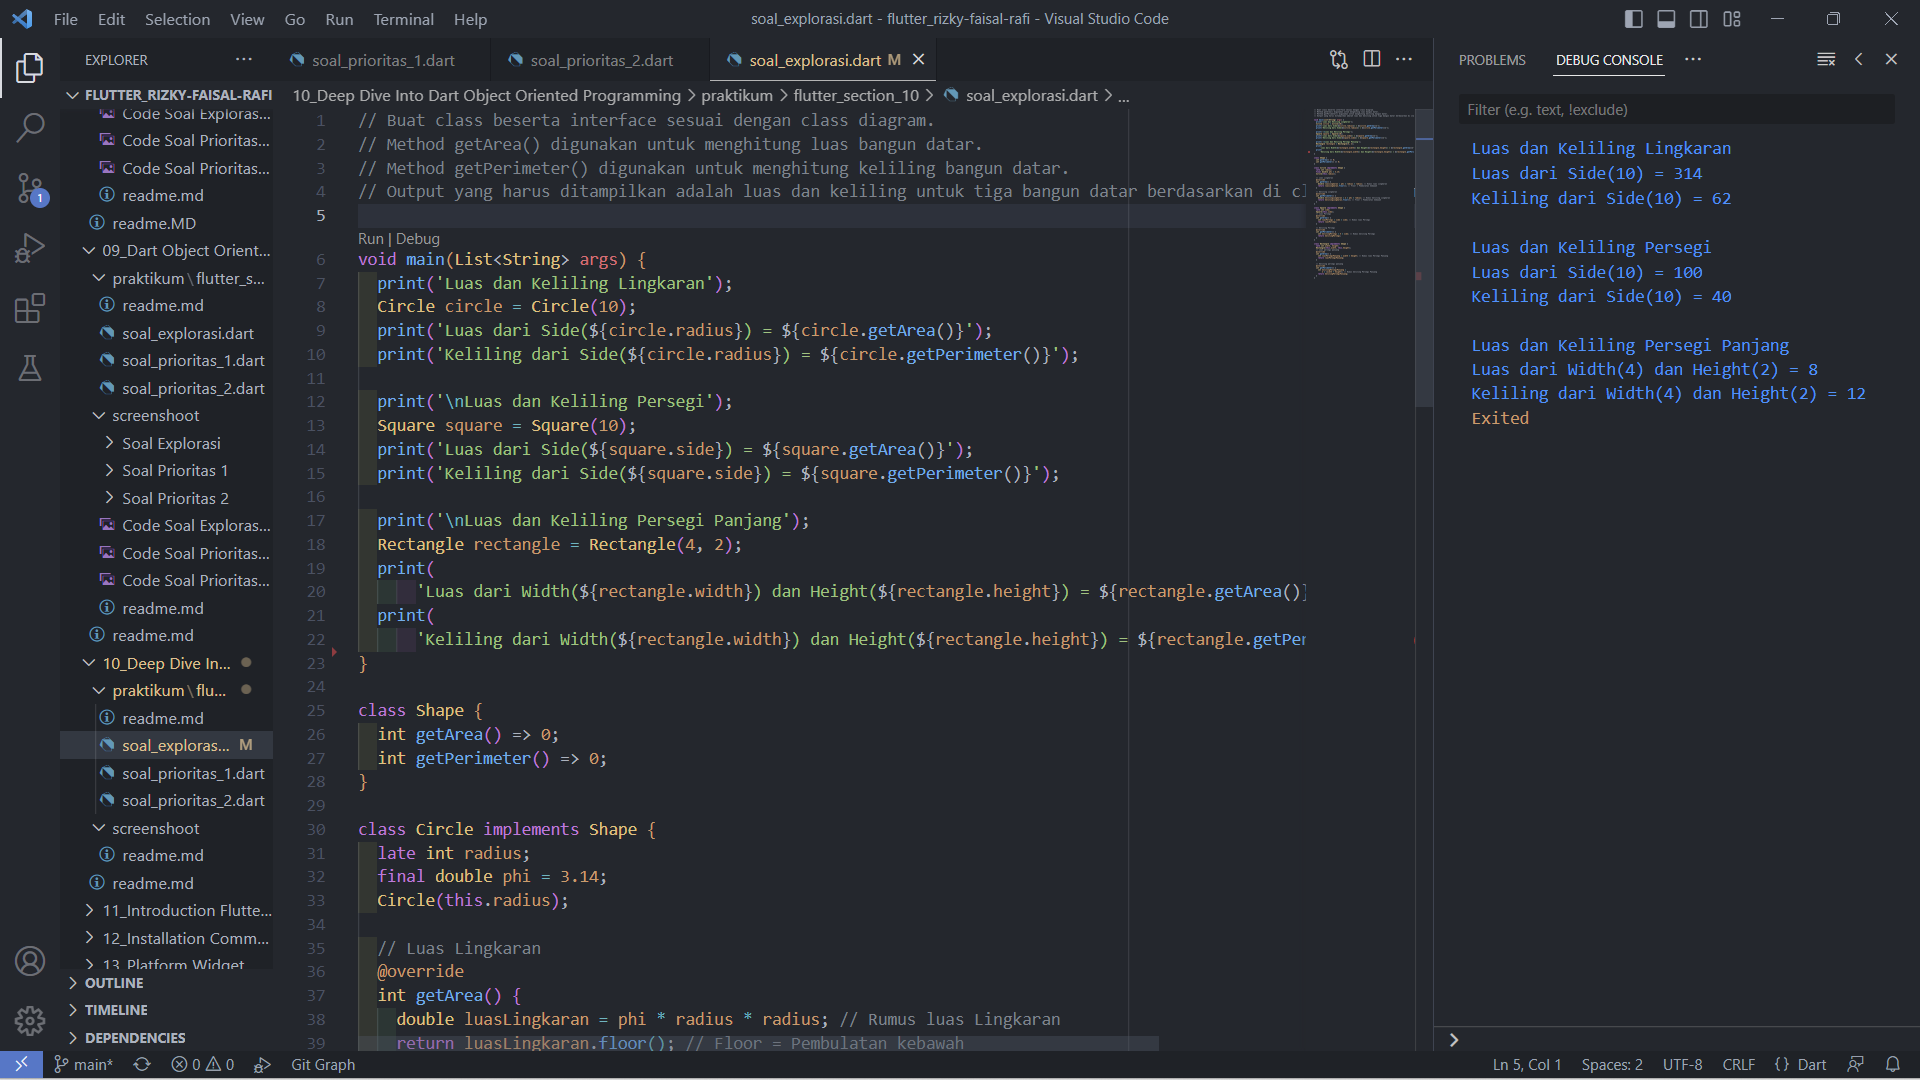 File Edit Selection View Go Run Terminal Help
soal_explorasi.dart - flutter_rizky-faisal-rafi - Visual Studio Code
EXPLORER ...
FLUTTER_RIZKY-FAISAL-RAFI
Code Soal Exploras...
Code Soal Prioritas...
Code Soal Prioritas...
readme.md
readme.MD
09_Dart Object Orient...
praktikum\flutter_s...
readme.md
soal_explorasi.dart
soal_prioritas_1.dart
soal_prioritas_2.dart
screenshoot
Soal Explorasi
Soal Prioritas 1
Soal Prioritas 2
Code Soal Exploras...
Code Soal Prioritas...
Code Soal Prioritas...
readme.md
readme.md
10_Deep Dive In...
praktikum\flu...
readme.md
soal_exploras... M
soal_prioritas_1.dart
soal_prioritas_2.dart
screenshoot
readme.md
readme.md
11_Introduction Flutte...
12_Installation Comm...
13_Platform Widget
OUTLINE
TIMELINE
DEPENDENCIES
1
soal_prioritas_1.dart soal_prioritas_2.dart soal_explorasi.dart M
10_Deep Dive Into Dart Object Oriented Programming > praktikum > flutter_section_10 > soal_explorasi.dart > ...
1 // Buat class beserta interface sesuai dengan class diagram.
2 // Method getArea() digunakan untuk menghitung luas bangun datar.
3 // Method getPerimeter() digunakan untuk menghitung keliling bangun datar.
4 // Output yang harus ditampilkan adalah luas dan keliling untuk tiga bangun datar berdasarkan di cl
5
Run | Debug
6 void main(List<String> args) {
7 print('Luas dan Keliling Lingkaran');
8 Circle circle = Circle(10);
9 print('Luas dari Side(${circle.radius}) = ${circle.getArea()}');
10 print('Keliling dari Side(${circle.radius}) = ${circle.getPerimeter()}');
11
12 print('\nLuas dan Keliling Persegi');
13 Square square = Square(10);
14 print('Luas dari Side(${square.side}) = ${square.getArea()}');
15 print('Keliling dari Side(${square.side}) = ${square.getPerimeter()}');
16
17 print('\nLuas dan Keliling Persegi Panjang');
18 Rectangle rectangle = Rectangle(4, 2);
19 print(
20 'Luas dari Width(${rectangle.width}) dan Height(${rectangle.height}) = ${rectangle.getArea()}
21 print(
22 'Keliling dari Width(${rectangle.width}) dan Height(${rectangle.height}) = ${rectangle.getPer
23 }
24
25 class Shape {
26 int getArea() => 0;
27 int getPerimeter() => 0;
28 }
29
30 class Circle implements Shape {
31 late int radius;
32 final double phi = 3.14;
33 Circle(this.radius);
34
35 // Luas Lingkaran
36 @override
37 int getArea() {
38 double luasLingkaran = phi * radius * radius; // Rumus luas Lingkaran
39 return luasLingkaran.floor(); // Floor = Pembulatan kebawah
PROBLEMS DEBUG CONSOLE ...
Filter (e.g. text, !exclude)
Luas dan Keliling Lingkaran
Luas dari Side(10) = 314
Keliling dari Side(10) = 62
Luas dan Keliling Persegi
Luas dari Side(10) = 100
Keliling dari Side(10) = 40
Luas dan Keliling Persegi Panjang
Luas dari Width(4) dan Height(2) = 8
Keliling dari Width(4) dan Height(2) = 12
Exited
main* 0 0 Git Graph
Ln 5, Col 1 Spaces: 2 UTF-8 CRLF {} Dart